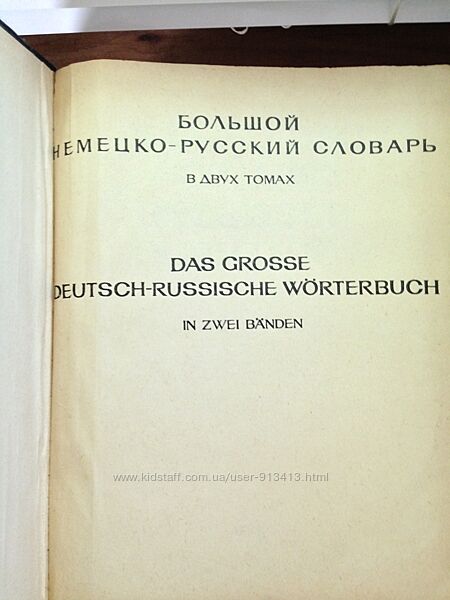 БОЛЬШОЙ
НЕМЕЦКО-РУССКИЙ СЛОВАРЬ
В ДВУХ ТОМАХ
DAS GROSSE
DEUTSCH-RUSSISCHE WÖRTERBUCH
IN ZWEI BÄNDEN
www.kidstaff.com.ua/user-913413.html